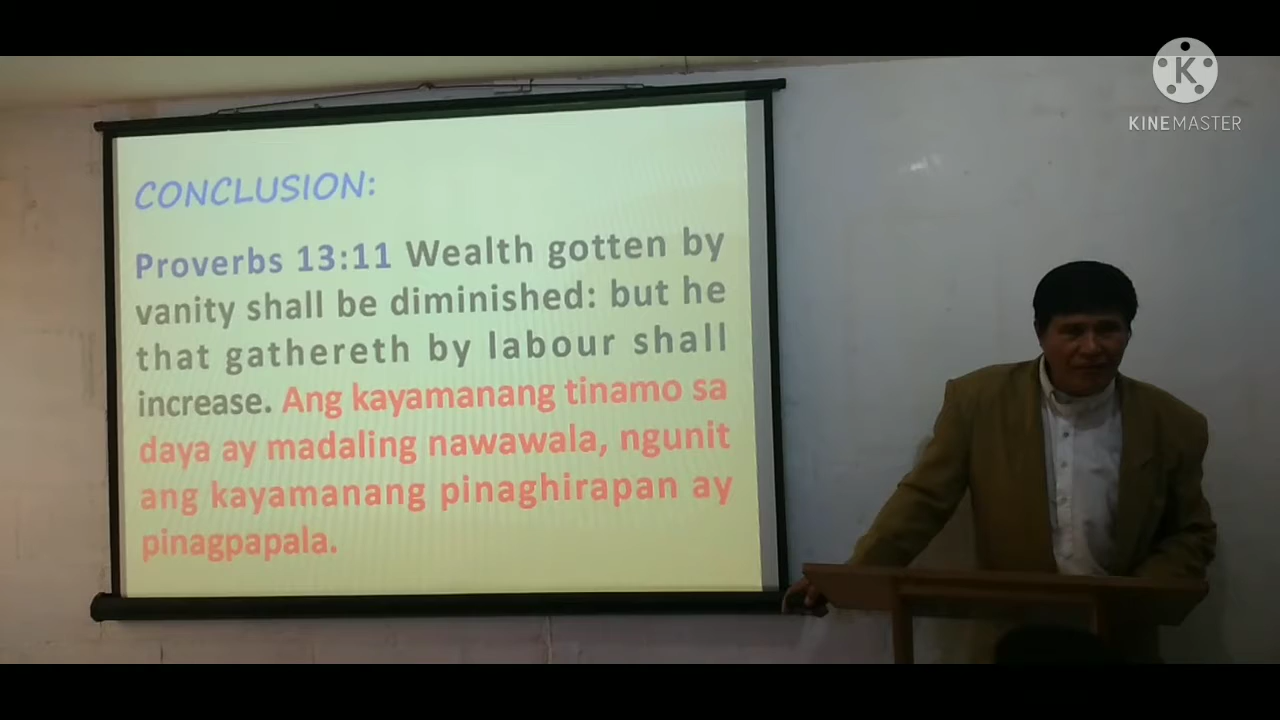 CONCLUSION:
Proverbs 13:11 Wealth gotten by
vanity shall be diminished: but he
that gathereth by labour shall
increase. Ang kayamanang tinamo sa
daya ay madaling nawawala, ngunit
ang kayamanang pinaghirapan ay
pinagpapala.
K
KINEMASTER